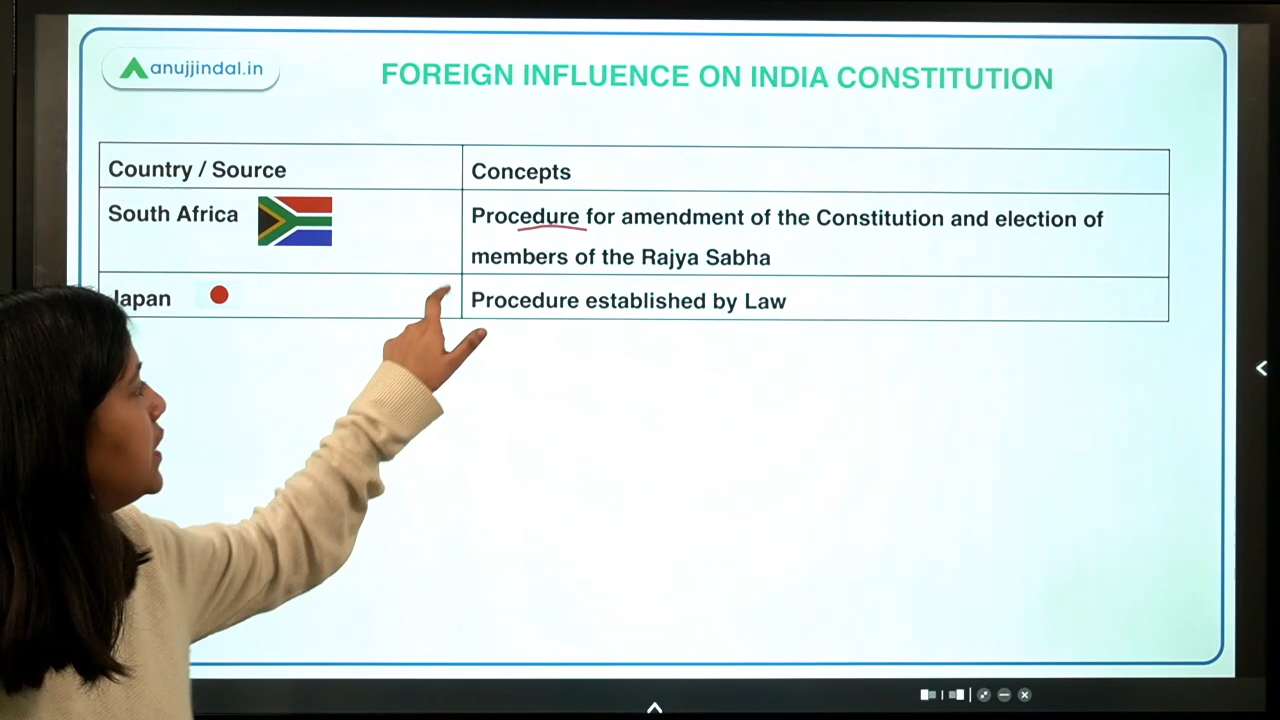 anujjindal.in
FOREIGN INFLUENCE ON INDIA CONSTITUTION
Country / Source
Concepts
South Africa
Procedure for amendment of the Constitution and election of
members of the Rajya Sabha
Japan
Procedure established by Law